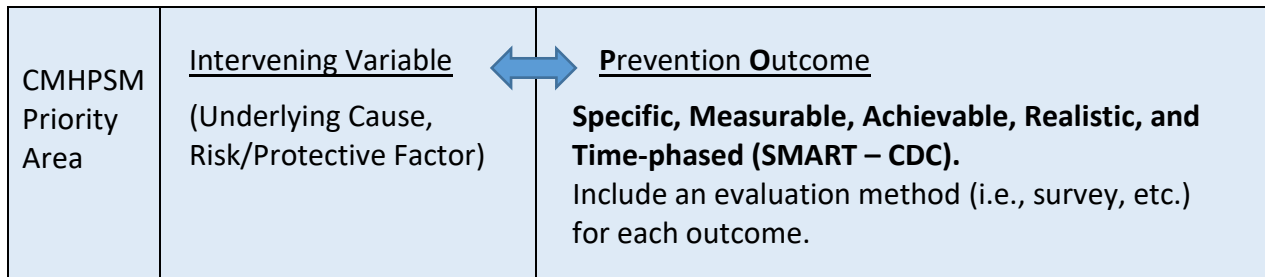 CMHPSM
Priority
Area
Intervening Variable
(Underlying Cause,
Risk/Protective Factor)
Prevention Outcome
Specific, Measurable, Achievable, Realistic, and
Time-phased (SMART – CDC).
Include an evaluation method (i.e., survey, etc.)
for each outcome.